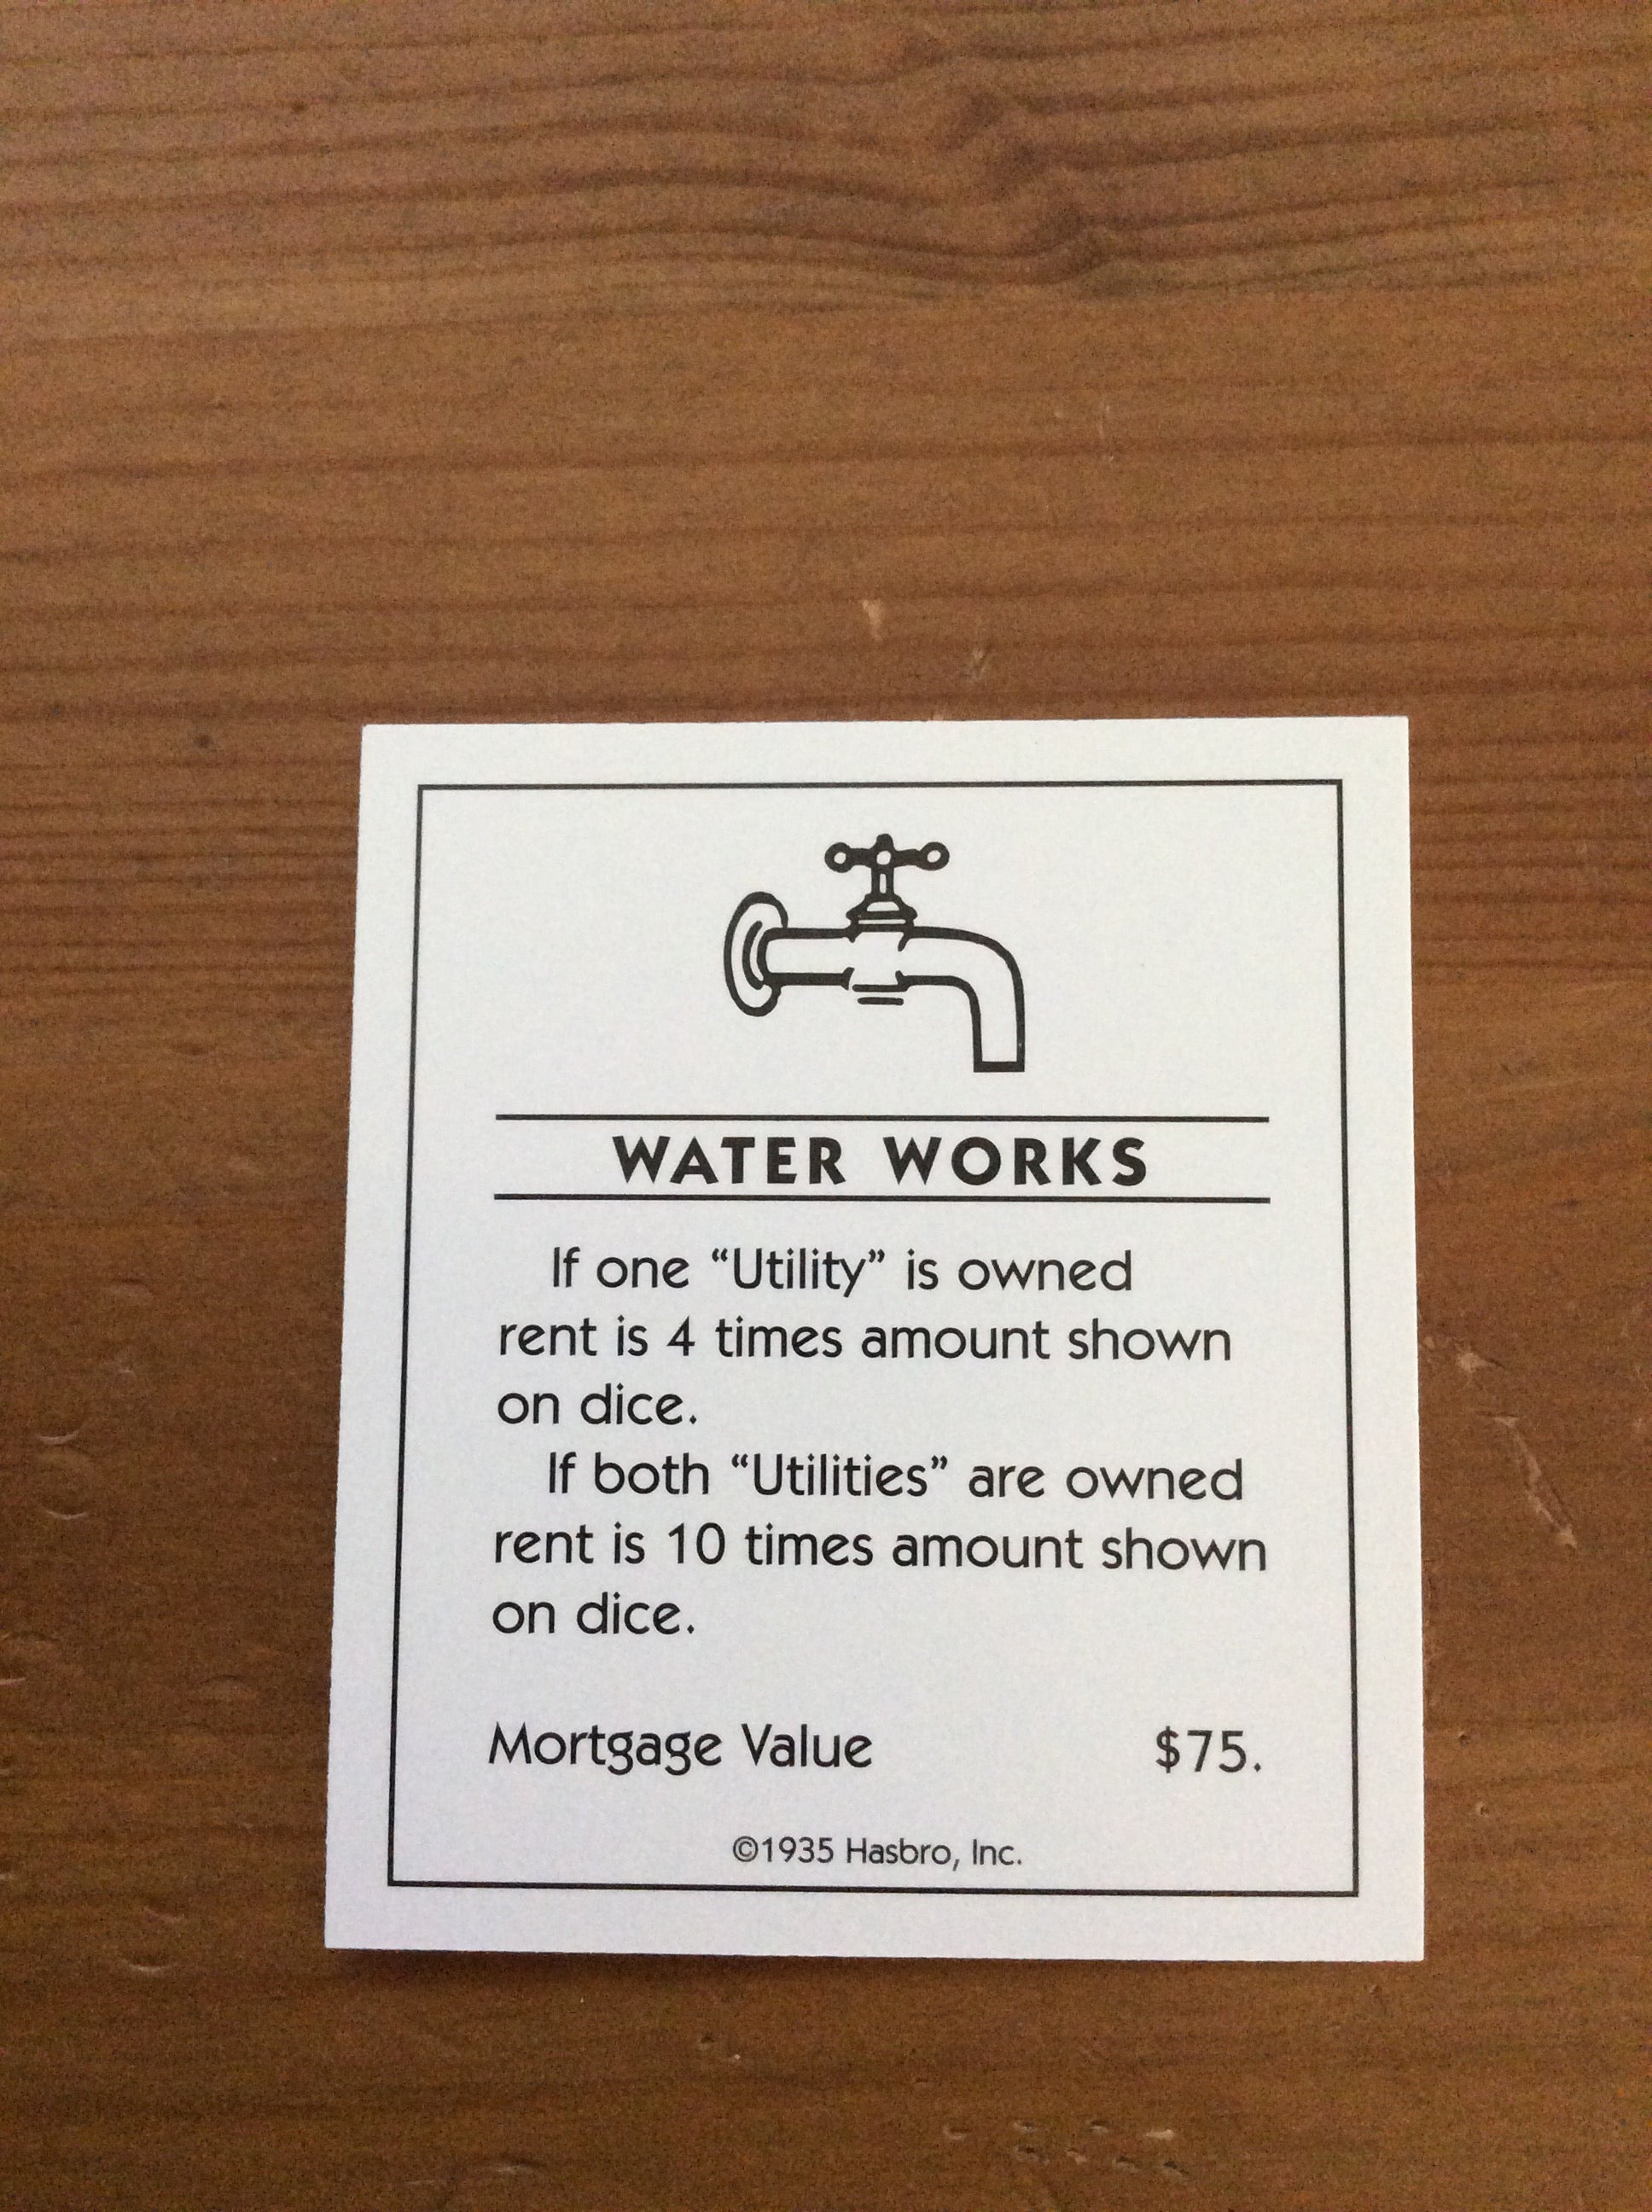 WATER WORKS
If one “Utility” is owned
rent is 4 times amount shown
on dice.
If both “Utilities” are owned
rent is 10 times amount shown
on dice.
Mortgage Value $75.
©1935 Hasbro, Inc.